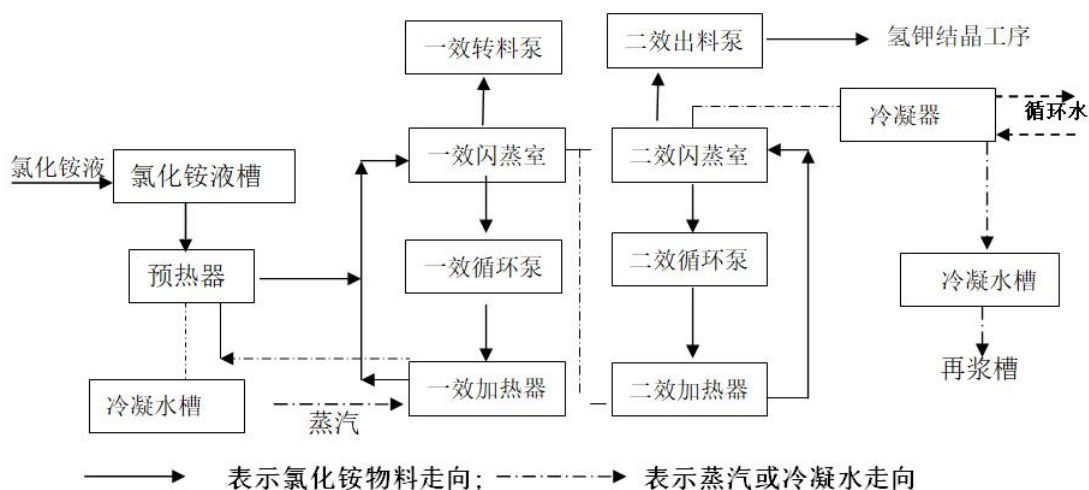 一效转料泵
二效出料泵
氢钾结晶工序
冷凝器
循环水
氯化铵液
氯化铵液槽
一效闪蒸室
二效闪蒸室
预热器
一效循环泵
二效循环泵
冷凝水槽
再浆槽
冷凝水槽
蒸汽
一效加热器
二效加热器
表示氯化铵物料走向;
表示蒸汽或冷凝水走向